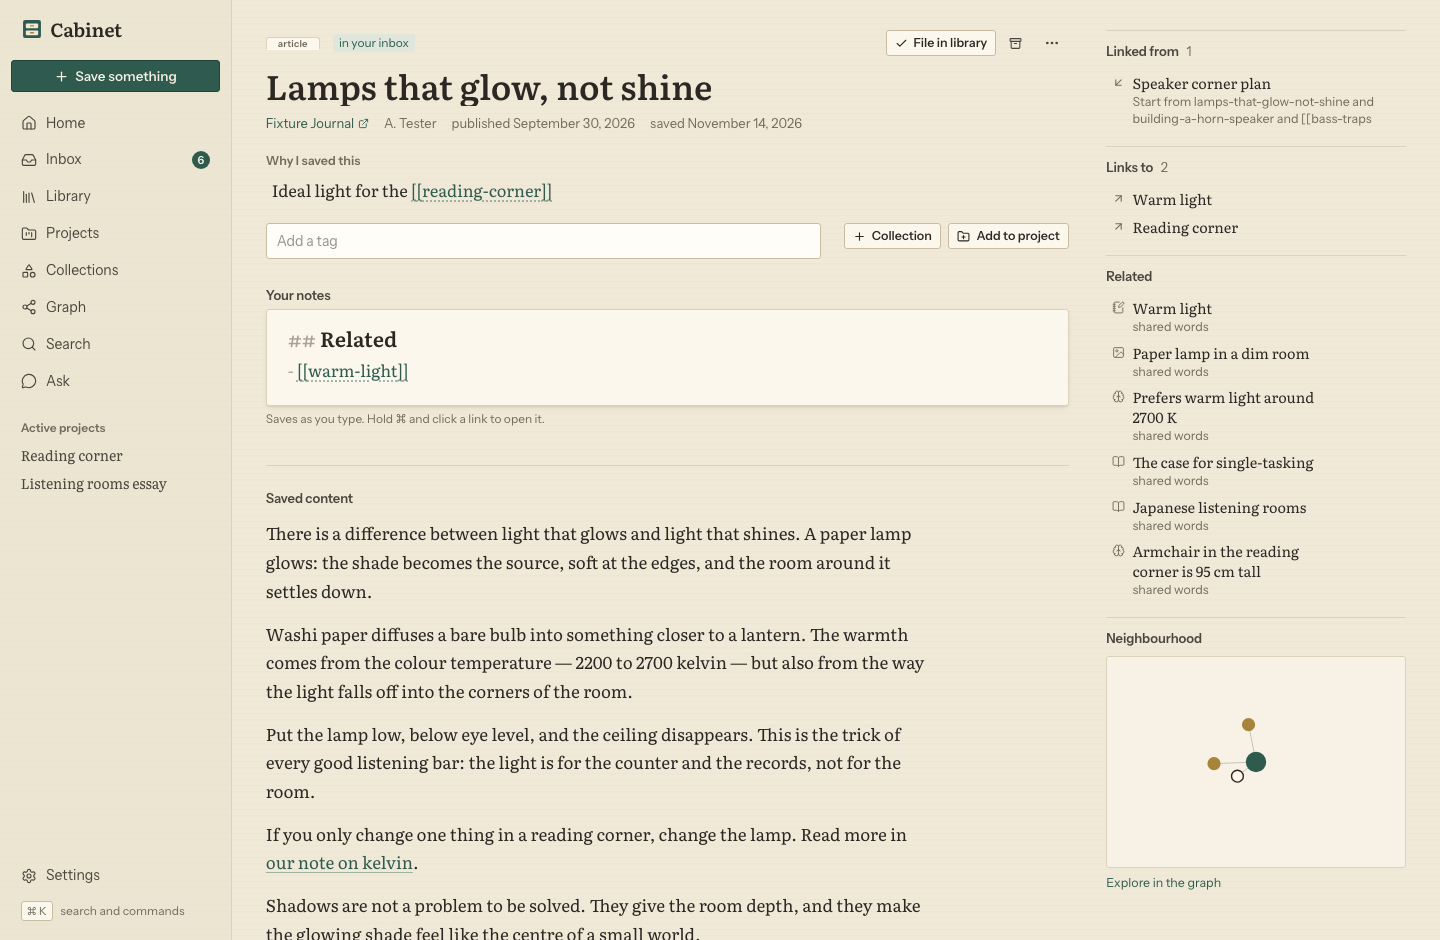 Cabinet
Save something
Home
Inbox 6
Library
Projects
Collections
Graph
Search
Ask
Active projects
Reading corner
Listening rooms essay
Settings
⌘ K search and commands
article in your inbox
File in library
Lamps that glow, not shine
Fixture Journal A. Tester published September 30, 2026 saved November 14, 2026
Why I saved this
Ideal light for the [[reading-corner]]
Add a tag
Collection
Add to project
Your notes
## Related
- [[warm-light]]
Saves as you type. Hold ⌘ and click a link to open it.
Saved content
There is a difference between light that glows and light that shines. A paper lamp
glows: the shade becomes the source, soft at the edges, and the room around it
settles down.
Washi paper diffuses a bare bulb into something closer to a lantern. The warmth
comes from the colour temperature — 2200 to 2700 kelvin — but also from the way
the light falls off into the corners of the room.
Put the lamp low, below eye level, and the ceiling disappears. This is the trick of
every good listening bar: the light is for the counter and the records, not for the
room.
If you only change one thing in a reading corner, change the lamp. Read more in
our note on kelvin.
Shadows are not a problem to be solved. They give the room depth, and they make
the glowing shade feel like the centre of a small world.
Linked from 1
Speaker corner plan
Start from lamps-that-glow-not-shine and
building-a-horn-speaker and [[bass-traps
Links to 2
Warm light
Reading corner
Related
Warm light
shared words
Paper lamp in a dim room
shared words
Prefers warm light around
2700 K
shared words
The case for single-tasking
shared words
Japanese listening rooms
shared words
Armchair in the reading
corner is 95 cm tall
shared words
Neighbourhood
Explore in the graph